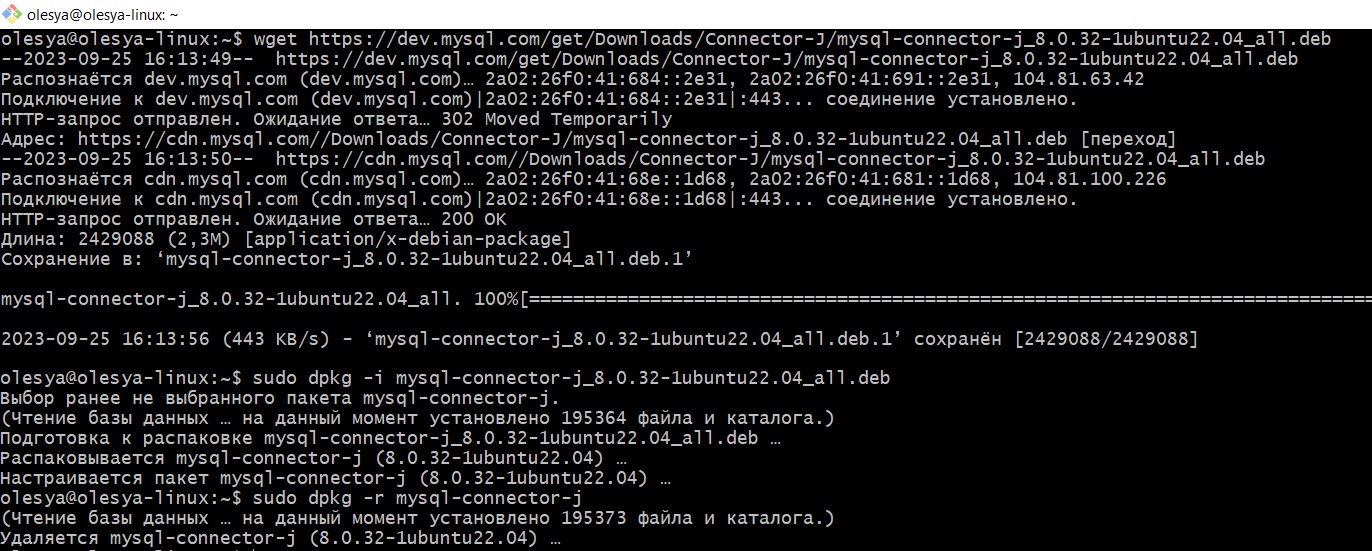 olesya@olesya-linux: ~
olesya@olesya-linux:~$ wget https://dev.mysql.com/get/Downloads/Connector-J/mysql-connector-j_8.0.32-1ubuntu22.04_all.deb
--2023-09-25 16:13:49--  https://dev.mysql.com/get/Downloads/Connector-J/mysql-connector-j_8.0.32-1ubuntu22.04_all.deb
Распознаётся dev.mysql.com (dev.mysql.com)… 2a02:26f0:41:684::2e31, 2a02:26f0:41:691::2e31, 104.81.63.42
Подключение к dev.mysql.com (dev.mysql.com)|2a02:26f0:41:684::2e31|:443... соединение установлено.
HTTP-запрос отправлен. Ожидание ответа… 302 Moved Temporarily
Адрес: https://cdn.mysql.com//Downloads/Connector-J/mysql-connector-j_8.0.32-1ubuntu22.04_all.deb [переход]
--2023-09-25 16:13:50--  https://cdn.mysql.com//Downloads/Connector-J/mysql-connector-j_8.0.32-1ubuntu22.04_all.deb
Распознаётся cdn.mysql.com (cdn.mysql.com)… 2a02:26f0:41:68e::1d68, 2a02:26f0:41:681::1d68, 104.81.100.226
Подключение к cdn.mysql.com (cdn.mysql.com)|2a02:26f0:41:68e::1d68|:443... соединение установлено.
HTTP-запрос отправлен. Ожидание ответа… 200 OK
Длина: 2429088 (2,3M) [application/x-debian-package]
Сохранение в: ‘mysql-connector-j_8.0.32-1ubuntu22.04_all.deb.1’
mysql-connector-j_8.0.32-1ubuntu22.04_all. 100%[=============================================================================
2023-09-25 16:13:56 (443 KB/s) - ‘mysql-connector-j_8.0.32-1ubuntu22.04_all.deb.1’ сохранён [2429088/2429088]
olesya@olesya-linux:~$ sudo dpkg -i mysql-connector-j_8.0.32-1ubuntu22.04_all.deb
Выбор ранее не выбранного пакета mysql-connector-j.
(Чтение базы данных … на данный момент установлено 195364 файла и каталога.)
Подготовка к распаковке mysql-connector-j_8.0.32-1ubuntu22.04_all.deb …
Распаковывается mysql-connector-j (8.0.32-1ubuntu22.04) …
Настраивается пакет mysql-connector-j (8.0.32-1ubuntu22.04) …
olesya@olesya-linux:~$ sudo dpkg -r mysql-connector-j
(Чтение базы данных … на данный момент установлено 195373 файла и каталога.)
Удаляется mysql-connector-j (8.0.32-1ubuntu22.04) …